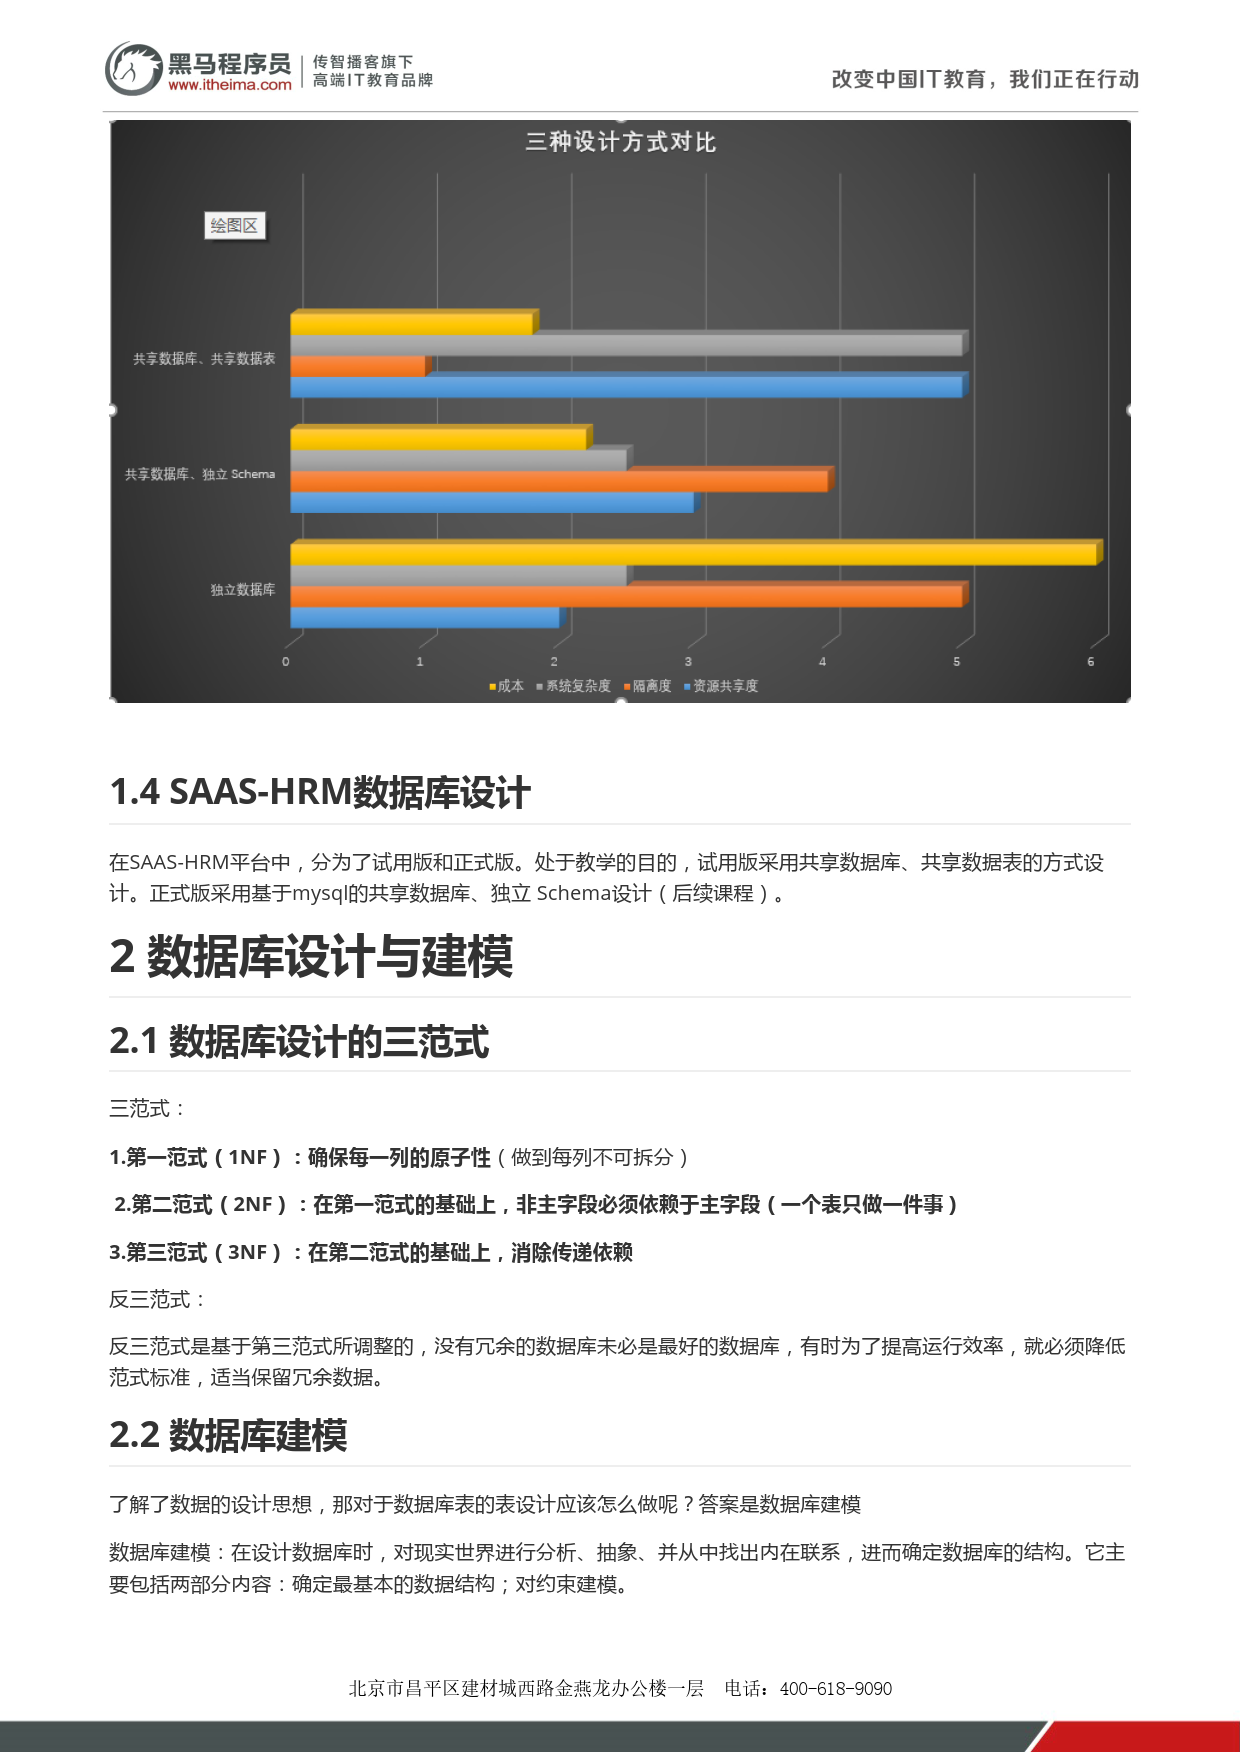 黑马程序员
www.itheima.com
传智播客旗下
高端IT教育品牌
改变中国IT教育，我们正在行动
三种设计方式对比
绘图区
共享数据库、共享数据表
共享数据库、独立 Schema
独立数据库
0 1 2 3 4 5 6
成本 系统复杂度 隔离度 资源共享度
1.4 SAAS-HRM数据库设计
在SAAS-HRM平台中，分为了试用版和正式版。处于教学的目的，试用版采用共享数据库、共享数据表的方式设
计。正式版采用基于mysql的共享数据库、独立 Schema设计（后续课程）。
2 数据库设计与建模
2.1 数据库设计的三范式
三范式：
1.第一范式（1NF）：确保每一列的原子性（做到每列不可拆分）
2.第二范式（2NF）：在第一范式的基础上，非主字段必须依赖于主字段（一个表只做一件事）
3.第三范式（3NF）：在第二范式的基础上，消除传递依赖
反三范式：
反三范式是基于第三范式所调整的，没有冗余的数据库未必是最好的数据库，有时为了提高运行效率，就必须降低
范式标准，适当保留冗余数据。
2.2 数据库建模
了解了数据的设计思想，那对于数据库表的表设计应该怎么做呢？答案是数据库建模
数据库建模：在设计数据库时，对现实世界进行分析、抽象、并从中找出内在联系，进而确定数据库的结构。它主
要包括两部分内容：确定最基本的数据结构；对约束建模。
北京市昌平区建材城西路金燕龙办公楼一层 电话：400-618-9090